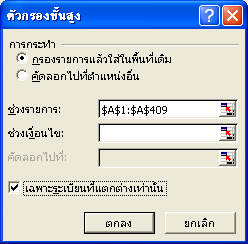 ตัวกรองขั้นสูง
การกระทำ
กรองรายการแล้วใส่ในพื้นที่เดิม
คัดลอกไปที่ตำแหน่งอื่น
ช่วงรายการ: $A$1:$A$409
ช่วงเงื่อนไข:
คัดลอกไปที่:
เฉพาะระเบียนที่แตกต่างเท่านั้น
ตกลง ยกเลิก